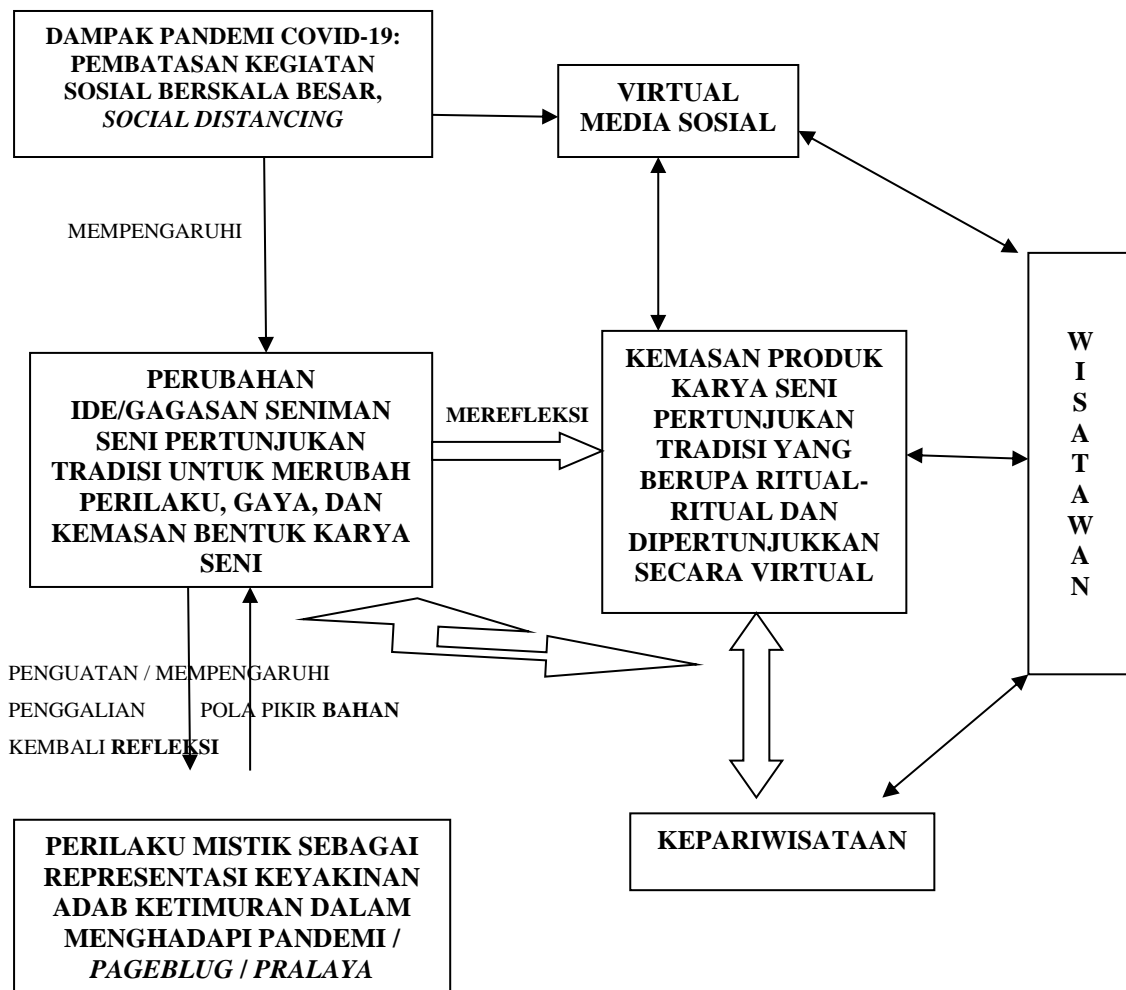 DAMPAK PANDEMI COVID-19:
PEMBATASAN KEGIATAN
SOSIAL BERSKALA BESAR,
SOCIAL DISTANCING
VIRTUAL
MEDIA SOSIAL
MEMPENGARUHI
PERUBAHAN
IDE/GAGASAN SENIMAN
SENI PERTUNJUKAN
TRADISI UNTUK MERUBAH
PERILAKU, GAYA, DAN
KEMASAN BENTUK KARYA
SENI
MEREFLEKSI
KEMASAN PRODUK
KARYA SENI
PERTUNJUKAN
TRADISI YANG
BERUPA RITUAL-
RITUAL DAN
DIPERTUNJUKKAN
SECARA VIRTUAL
W
I
S
A
T
A
W
A
N
PENGUATAN / MEMPENGARUHI
PENGGALIAN POLA PIKIR BAHAN
KEMBALI REFLEKSI
PERILAKU MISTIK SEBAGAI
REPRESENTASI KEYAKINAN
ADAB KETIMURAN DALAM
MENGHADAPI PANDEMI /
PAGEBLUG / PRALAYA
KEPARIWISATAAN